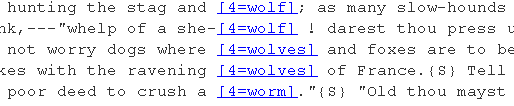 hunting the stag and [4=wolf]; as many slow-hounds
nk,---"whelp of a she-[4=wolf] ! darest thou press u
not worry dogs where [4=wolves] and foxes are to be
xes with the ravening [4=wolves] of France.{S} Tell
poor deed to crush a [4=worm]."{S} "Old thou mayst